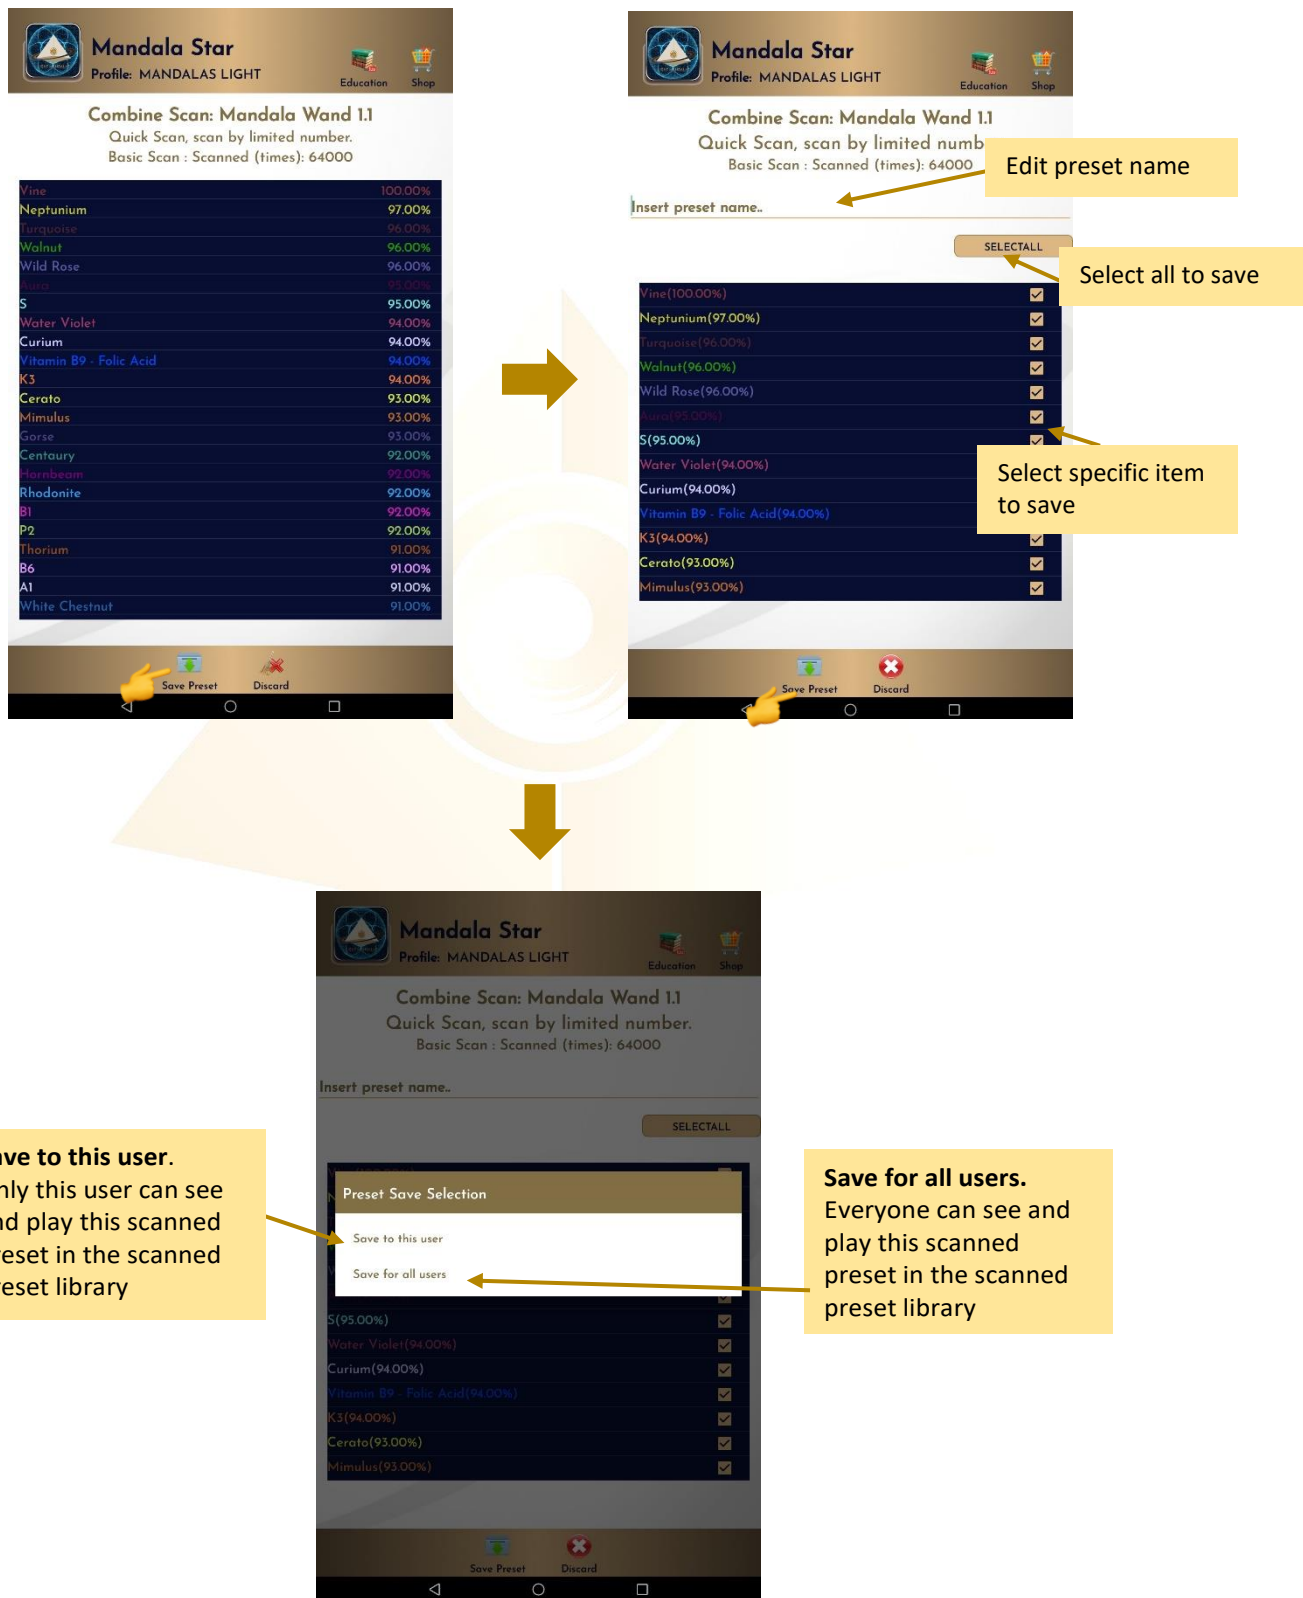 Mandala Star
Profile: MANDALAS LIGHT
Education
Shop
Combine Scan: Mandala Wand 1.1
Quick Scan, scan by limited number.
Basic Scan : Scanned (times): 64000
Vine 100.00%
Neptunium 97.00%
Turquoise 96.00%
Walnut 96.00%
Wild Rose 96.00%
Aura 95.00%
S 95.00%
Water Violet 94.00%
Curium 94.00%
Vitamin B9 - Folic Acid 94.00%
K3 94.00%
Cerato 93.00%
Mimulus 93.00%
Gorse 93.00%
Centaury 92.00%
Hornbeam 92.00%
Rhodonite 92.00%
B1 92.00%
P2 92.00%
Thorium 91.00%
B6 91.00%
A1 91.00%
White Chestnut 91.00%
Save Preset
Discard
Mandala Star
Profile: MANDALAS LIGHT
Education
Shop
Combine Scan: Mandala Wand 1.1
Quick Scan, scan by limited numb
Basic Scan : Scanned (times): 64000
Edit preset name
Insert preset name..
SELECTALL
Select all to save
Vine(100.00%)
Neptunium(97.00%)
Turquoise(96.00%)
Walnut(96.00%)
Wild Rose(96.00%)
Aura(95.00%)
S(95.00%)
Water Violet(94.00%)
Curium(94.00%)
Vitamin B9 - Folic Acid(94.00%)
K3(94.00%)
Cerato(93.00%)
Mimulus(93.00%)
Select specific item
to save
Save Preset
Discard
Mandala Star
Profile: MANDALAS LIGHT
Education
Shop
Combine Scan: Mandala Wand 1.1
Quick Scan, scan by limited number.
Basic Scan : Scanned (times): 64000
Insert preset name..
SELECTALL
Preset Save Selection
Save to this user
Save for all users
S(95.00%)
Water Violet(94.00%)
Curium(94.00%)
Vitamin B9 - Folic Acid(94.00%)
K3(94.00%)
Cerato(93.00%)
Mimulus(93.00%)
Save Preset
Discard
ave to this user.
nly this user can see
nd play this scanned
reset in the scanned
reset library
Save for all users.
Everyone can see and
play this scanned
preset in the scanned
preset library